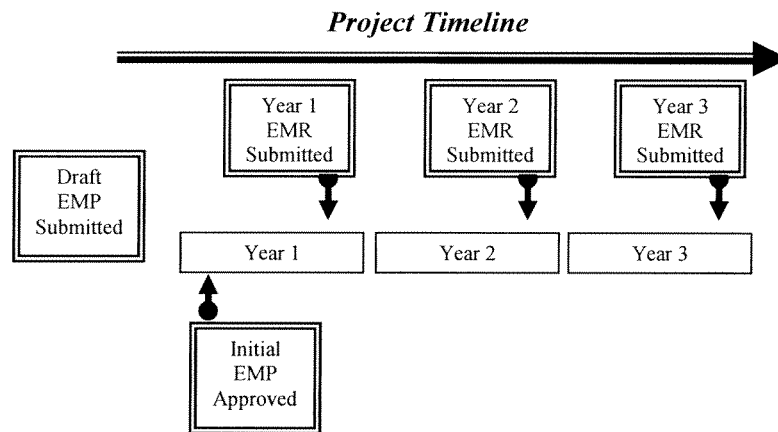 Project Timeline
Year 1
EMR
Submitted
Year 2
EMR
Submitted
Year 3
EMR
Submitted
Draft
EMP
Submitted
Year 1
Year 2
Year 3
Initial
EMP
Approved